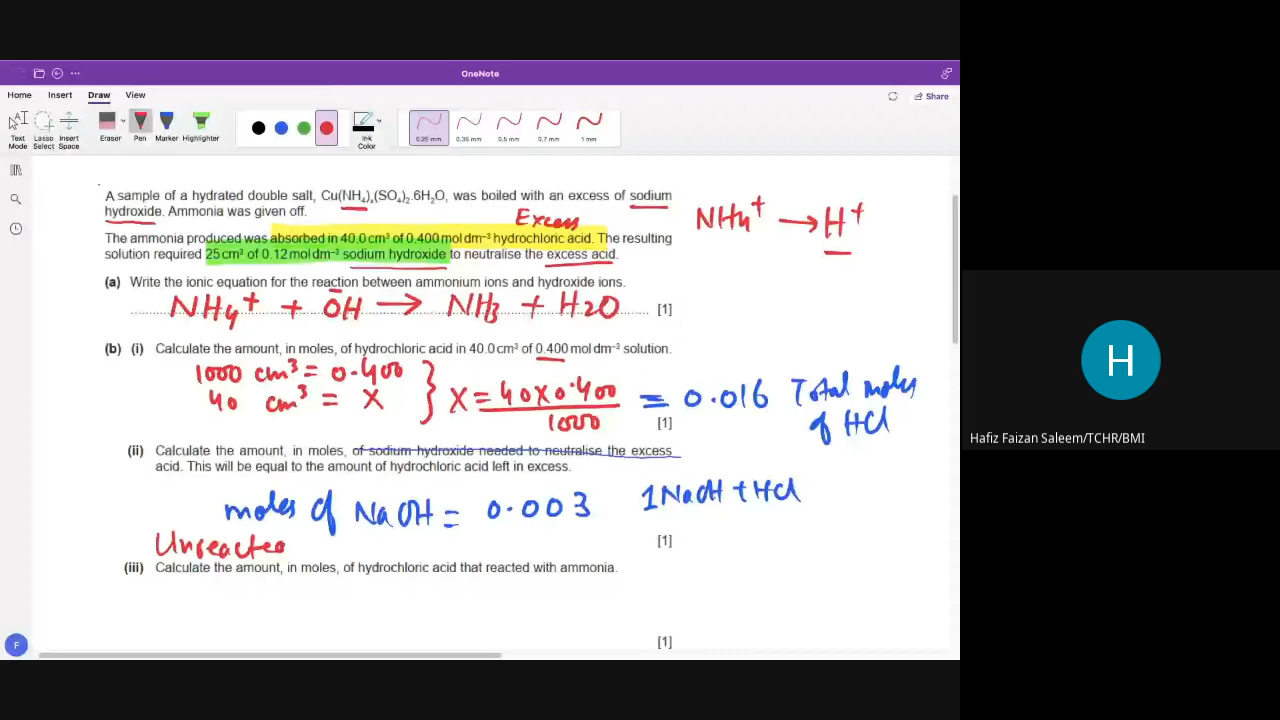 OneNote
Home Insert Draw View
Share
Text Mode
Lasso Select
Insert Space
Eraser
Pen
Marker
Highlighter
Ink Color
0.25 mm
0.35 mm
0.5 mm
0.7 mm
1 mm
A sample of a hydrated double salt, Cu(NH₄)ₓ(SO₄)₂.6H₂O, was boiled with an excess of sodium
hydroxide. Ammonia was given off.
Excess
NH4⁺ → H⁺
The ammonia produced was absorbed in 40.0 cm³ of 0.400 mol dm⁻³ hydrochloric acid. The resulting
solution required 25 cm³ of 0.12 mol dm⁻³ sodium hydroxide to neutralise the excess acid.
(a) Write the ionic equation for the reaction between ammonium ions and hydroxide ions.
NH4⁺ + ŌH → NH3 + H2O [1]
(b) (i) Calculate the amount, in moles, of hydrochloric acid in 40.0 cm³ of 0.400 mol dm⁻³ solution.
1000 cm³ = 0.400
40 cm³ = X
X = 40x0.400
1000
= 0.016 Total moles
of HCl
[1]
(ii) Calculate the amount, in moles, of sodium hydroxide needed to neutralise the excess
acid. This will be equal to the amount of hydrochloric acid left in excess.
moles of NaOH = 0.003 1NaOH + HCl
[1]
(iii) Calculate the amount, in moles, of hydrochloric acid that reacted with ammonia.
[1]
F
H
Hafiz Faizan Saleem/TCHR/BMI